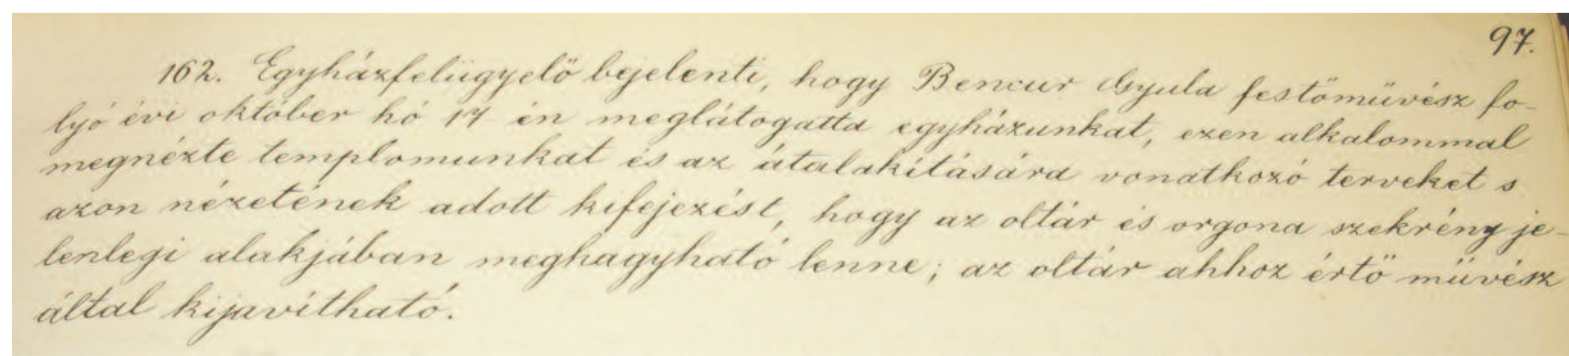 97.
162. Egyházfelügyelő bejelenti, hogy Bencur Gyula festőművész fo-
lyó évi október hó 17 én meglátogatta egyházunkat, ezen alkalommal
megnézte templomunkat és az átalakítására vonatkozó terveket s
azon nézetének adott kifejezést, hogy az oltár és orgona szekrény je-
lenlegi alakjában meghagyható lenne; az oltár ahhoz értő művész
által kijavítható.